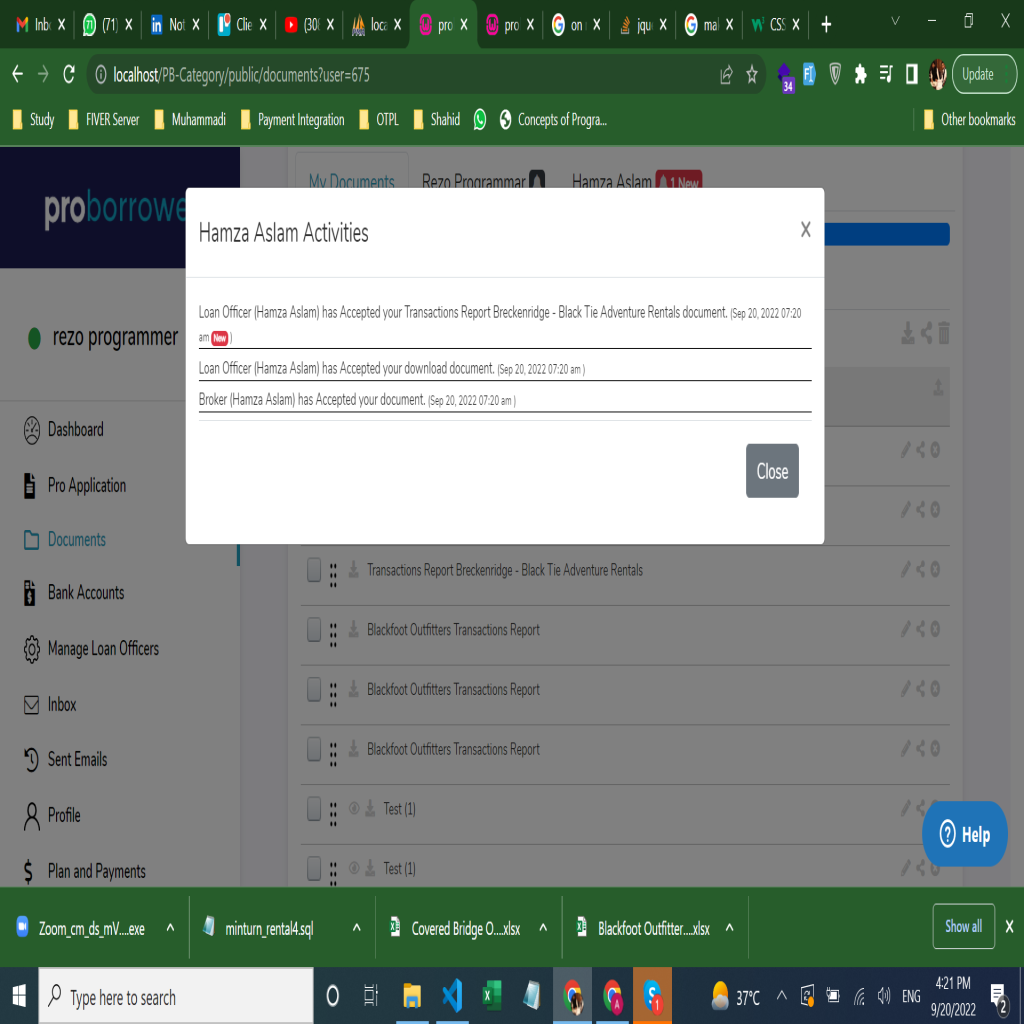 Inb
(71)
in Not
Clie
(30
loca
pro
pro
on
jqu
mal
CSS
localhost/PB-Category/public/documents?user=675
34
Update
Study
FIVER Server
Muhammadi
Payment Integration
OTPL
Shahid
Concepts of Progra...
Other bookmarks
proborrowe
My Documents
Rezo Programmar
Hamza Aslam
1 New
Hamza Aslam Activities
X
Loan Officer (Hamza Aslam) has Accepted your Transactions Report Breckenridge - Black Tie Adventure Rentals document. (Sep 20, 2022 07:20
am New )
Loan Officer (Hamza Aslam) has Accepted your download document. (Sep 20, 2022 07:20 am )
Broker (Hamza Aslam) has Accepted your document. (Sep 20, 2022 07:20 am )
Close
rezo programmer
Dashboard
Pro Application
Documents
Bank Accounts
Manage Loan Officers
Inbox
Sent Emails
Profile
Plan and Payments
Transactions Report Breckenridge - Black Tie Adventure Rentals
Blackfoot Outfitters Transactions Report
Blackfoot Outfitters Transactions Report
Blackfoot Outfitters Transactions Report
Test (1)
Test (1)
? Help
Zoom_cm_ds_mV....exe
minturn_rental4.sql
Covered Bridge O....xlsx
Blackfoot Outfitter....xlsx
Show all
Type here to search
A
S 1
37°C
ENG
4:21 PM
9/20/2022
2